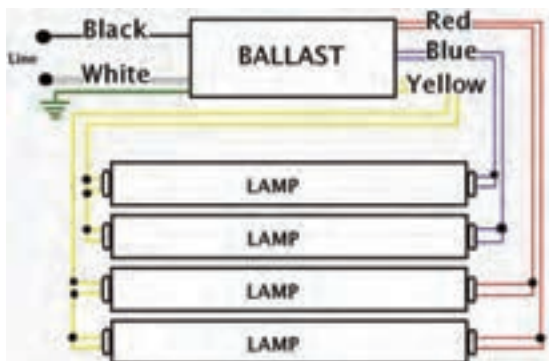 Black
Red
Line
BALLAST
Blue
White
Yellow
LAMP
LAMP
LAMP
LAMP